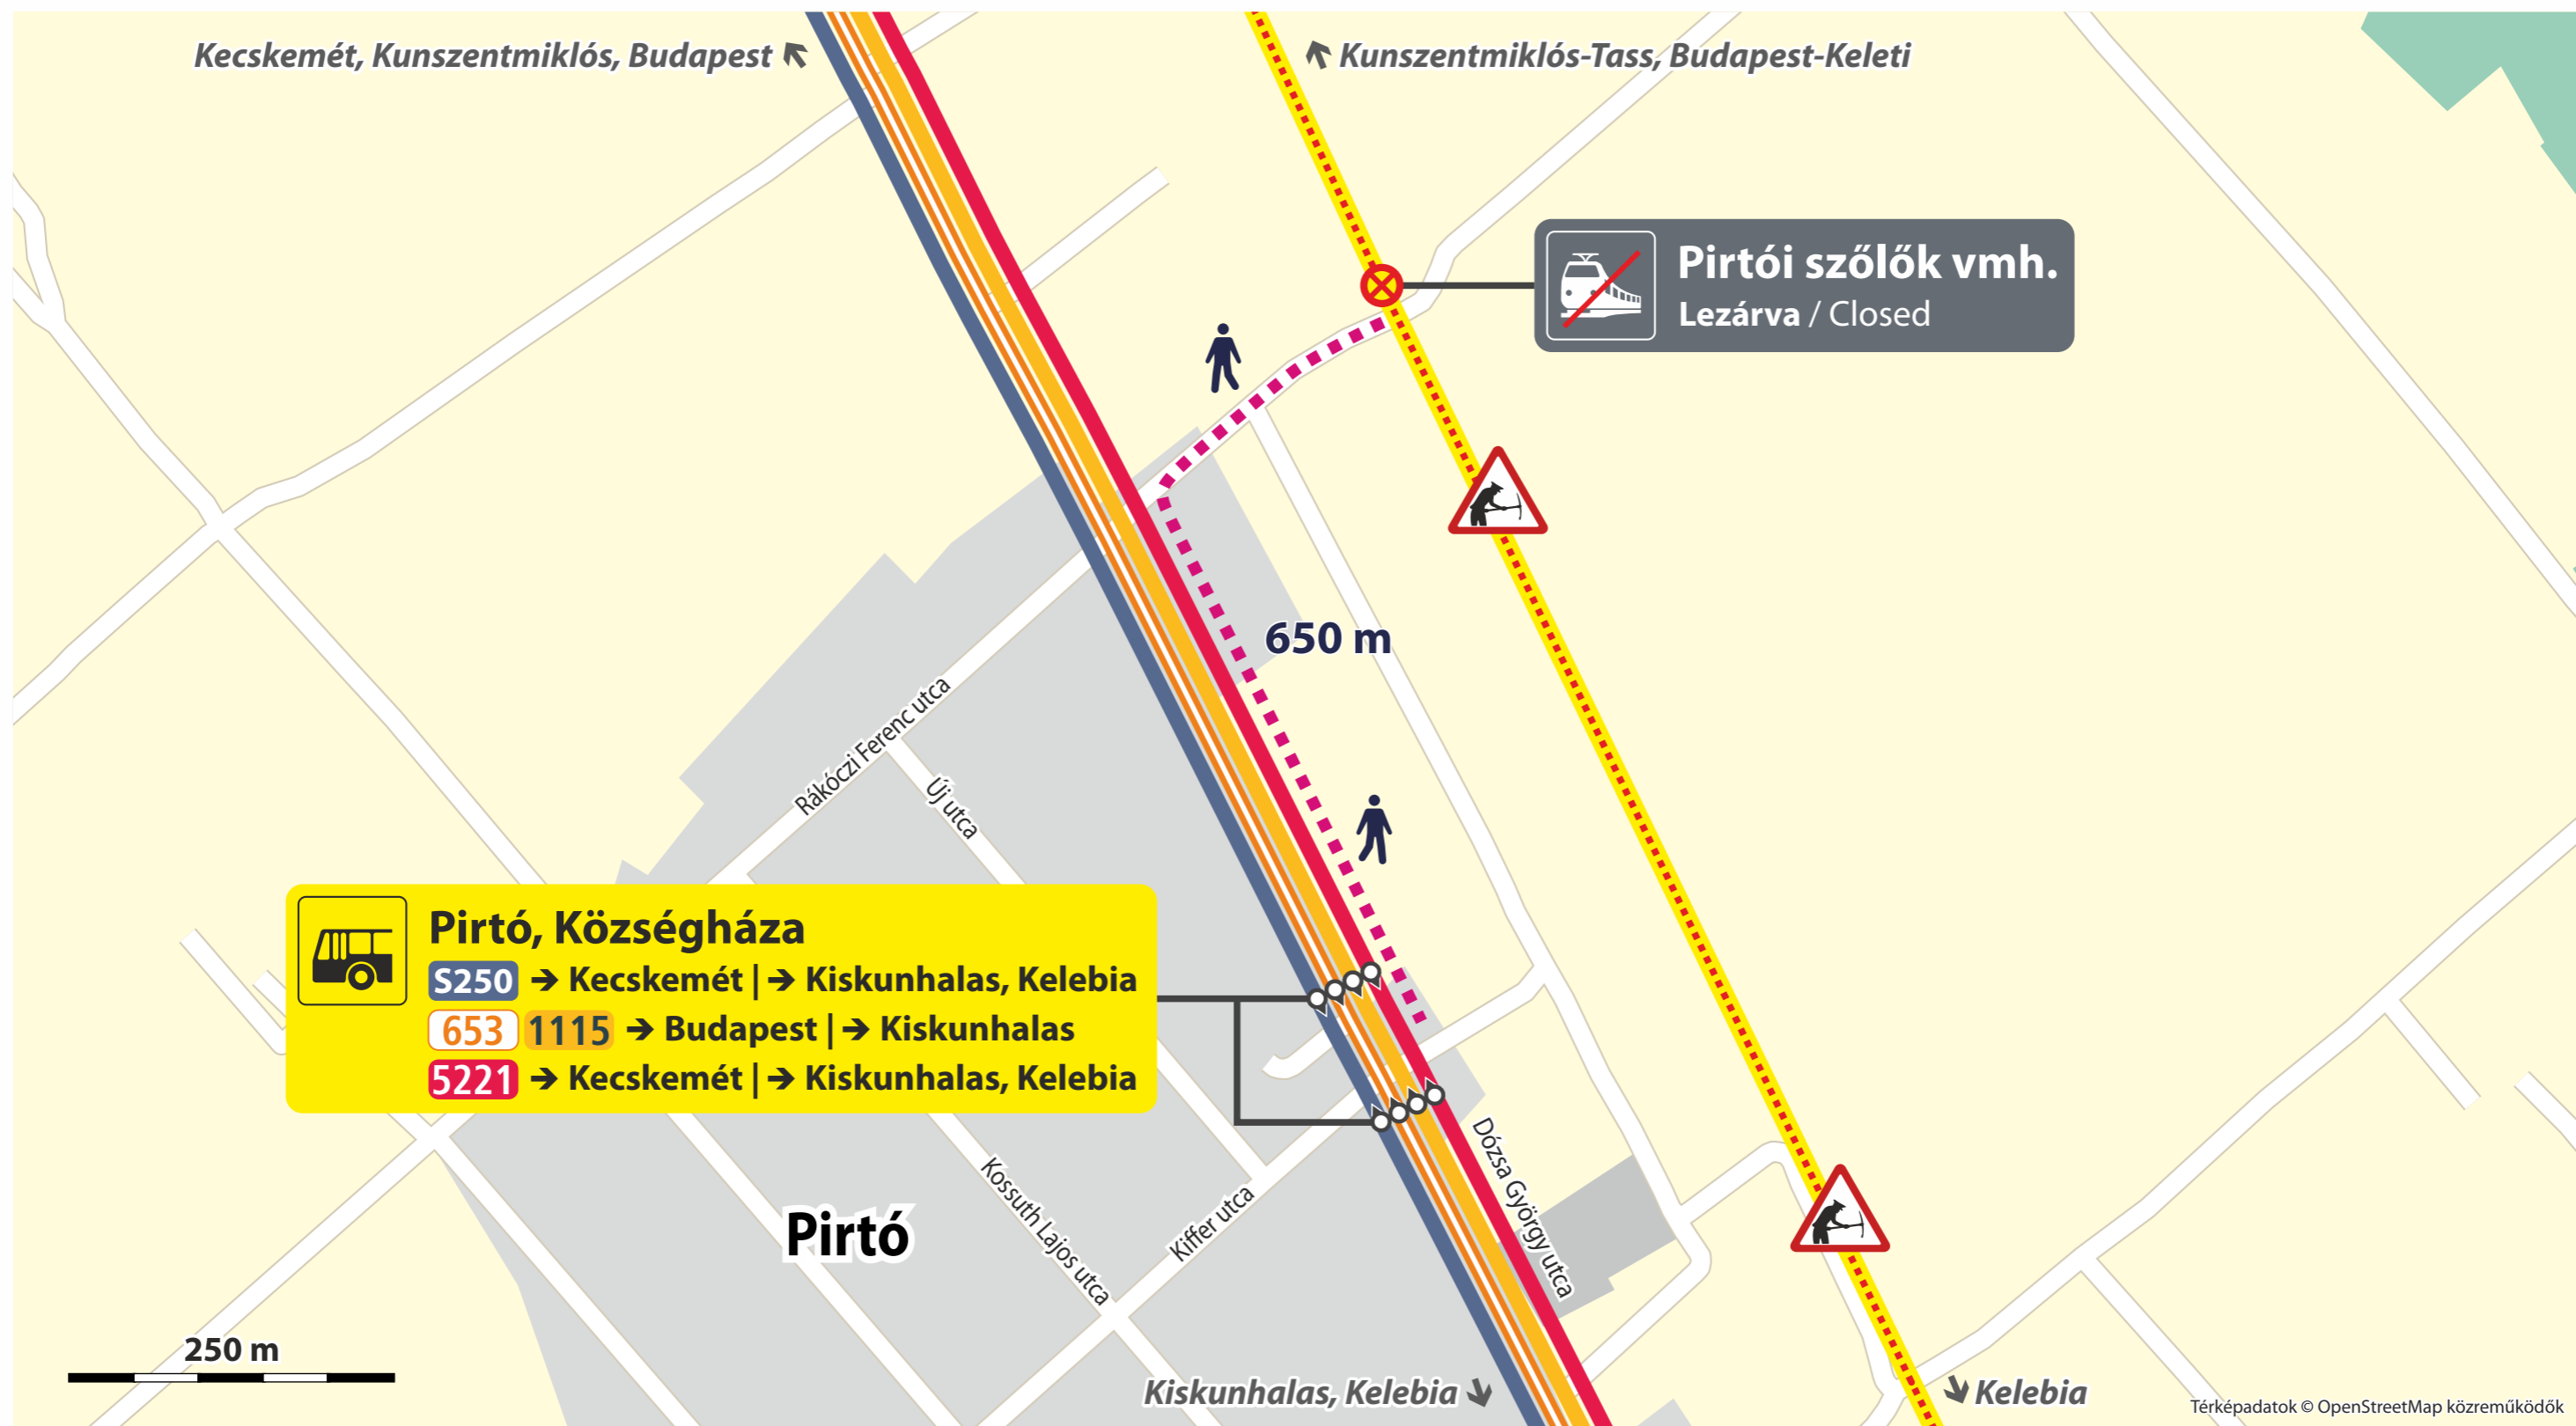 Kecskemét, Kunszentmiklós, Budapest
Kunszentmiklós-Tass, Budapest-Keleti
Pirtói szőlők vmh.
Lezárva / Closed
650 m
Rákóczi Ferenc utca
Új utca
Pirtó, Községháza
S250 → Kecskemét | → Kiskunhalas, Kelebia
653 1115 → Budapest | → Kiskunhalas
5221 → Kecskemét | → Kiskunhalas, Kelebia
Dózsa György utca
Kossuth Lajos utca
Kiffer utca
Pirtó
250 m
Kiskunhalas, Kelebia
Kelebia
Térképadatok © OpenStreetMap közreműködők